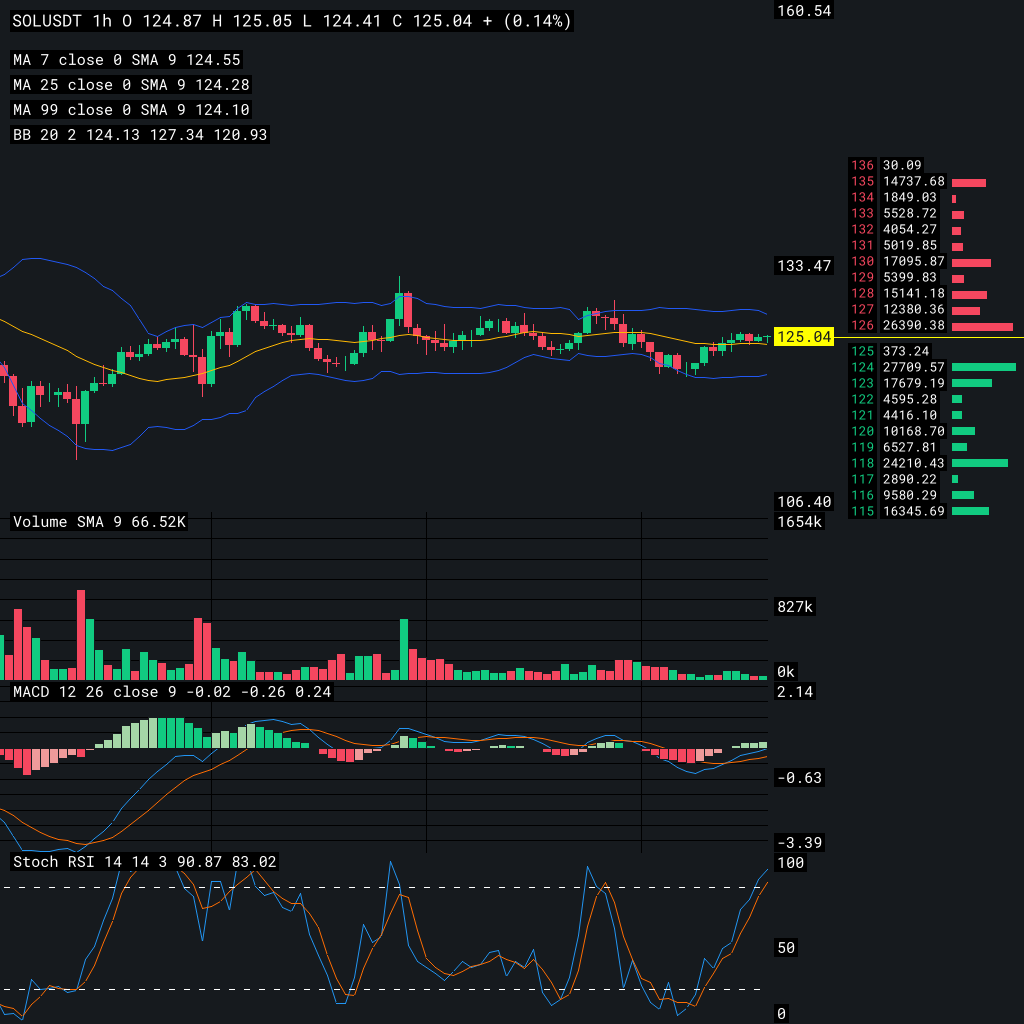 SOLUSDT 1h O 124.87 H 125.05 L 124.41 C 125.04 + (0.14%)
MA 7 close 0 SMA 9 124.55
MA 25 close 0 SMA 9 124.28
MA 99 close 0 SMA 9 124.10
BB 20 2 124.13 127.34 120.93
160.54
133.47
125.04
106.40
136 30.09
135 14737.68
134 1849.03
133 5528.72
132 4054.27
131 5019.85
130 17095.87
129 5399.83
128 15141.18
127 12380.36
126 26390.38
125 373.24
124 27709.57
123 17679.19
122 4595.28
121 4416.10
120 10168.70
119 6527.81
118 24210.43
117 2890.22
116 9580.29
115 16345.69
Volume SMA 9 66.52K
1654k
827k
0k
MACD 12 26 close 9 -0.02 -0.26 0.24
2.14
-0.63
-3.39
Stoch RSI 14 14 3 90.87 83.02
100
50
0